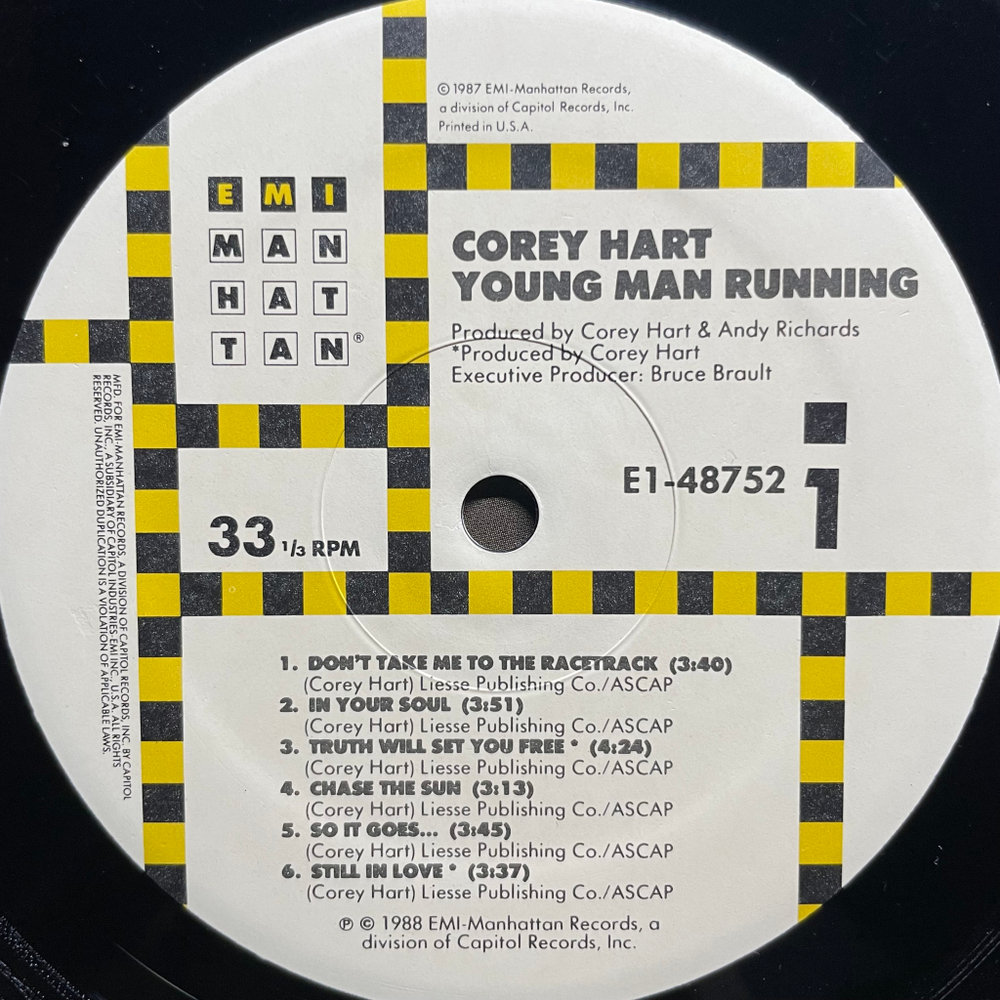 © 1987 EMI-Manhattan Records,
a division of Capitol Records, Inc.
Printed in U.S.A.
EMI
MAN
HAT
TAN®
COREY HART
YOUNG MAN RUNNING
Produced by Corey Hart & Andy Richards
*Produced by Corey Hart
Executive Producer: Bruce Brault
E1-48752
1
33 1/3 RPM
MFD. FOR EMI-MANHATTAN RECORDS, A DIVISION OF CAPITOL RECORDS, INC. BY CAPITOL
RECORDS, INC., A SUBSIDIARY OF CAPITOL INDUSTRIES-EMI INC., U.S.A. ALL RIGHTS
RESERVED. UNAUTHORIZED DUPLICATION IS A VIOLATION OF APPLICABLE LAWS.
1. DON'T TAKE ME TO THE RACETRACK (3:40)
(Corey Hart) Liesse Publishing Co./ASCAP
2. IN YOUR SOUL (3:51)
(Corey Hart) Liesse Publishing Co./ASCAP
3. TRUTH WILL SET YOU FREE * (4:24)
(Corey Hart) Liesse Publishing Co./ASCAP
4. CHASE THE SUN (3:13)
(Corey Hart) Liesse Publishing Co./ASCAP
5. SO IT GOES... (3:45)
(Corey Hart) Liesse Publishing Co./ASCAP
6. STILL IN LOVE * (3:37)
(Corey Hart) Liesse Publishing Co./ASCAP
℗ © 1988 EMI-Manhattan Records, a
division of Capitol Records, Inc.